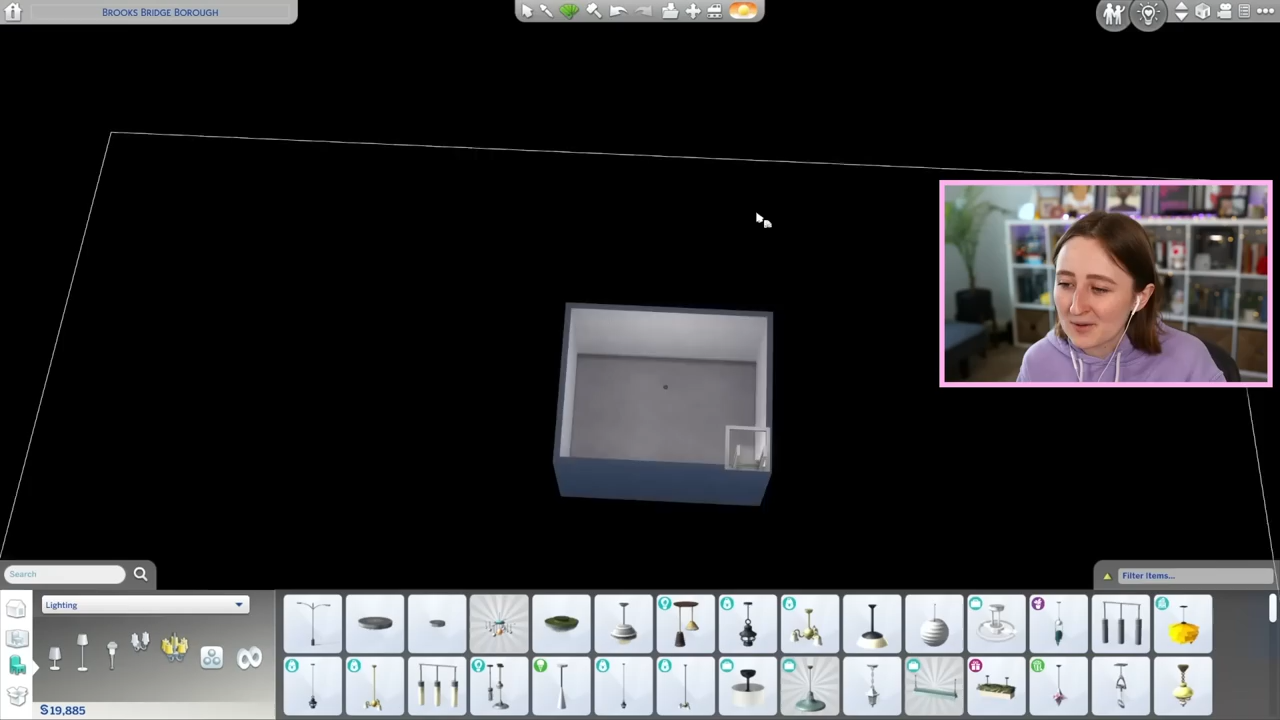 BROOKS BRIDGE BOROUGH
Search
Filter Items...
Lighting
§19,885